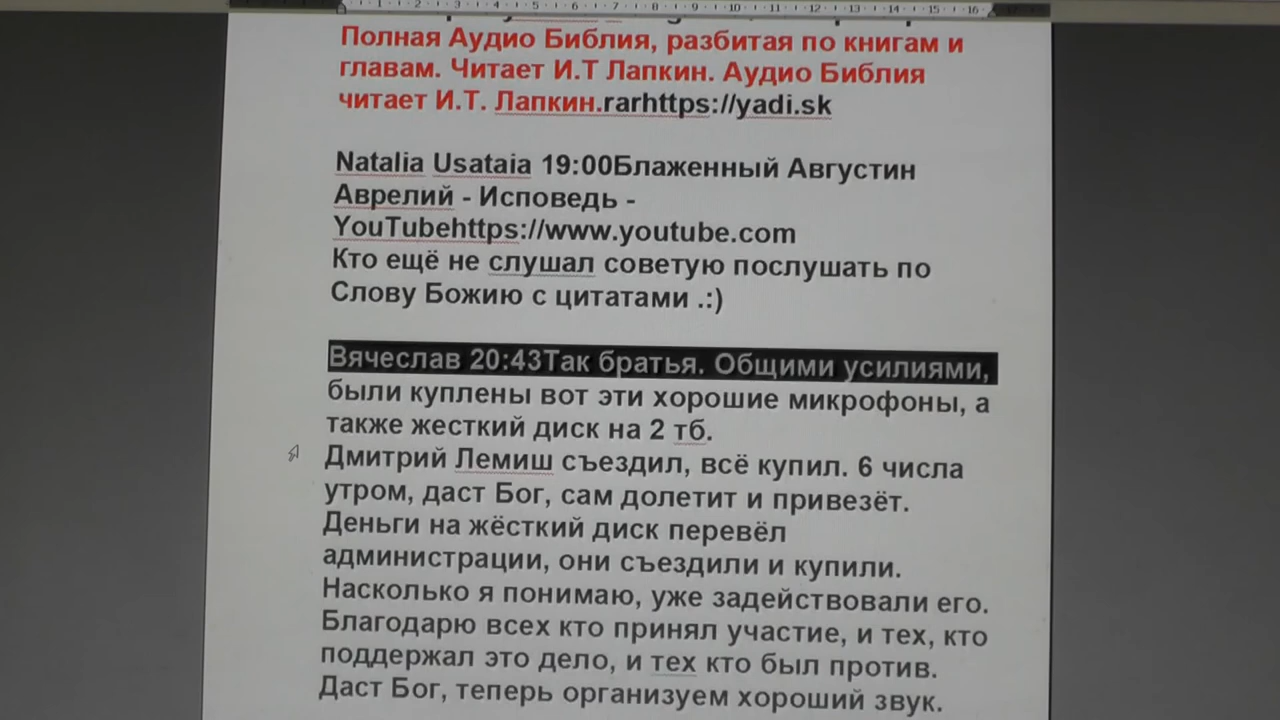 Полная Аудио Библия, разбитая по книгам и
главам. Читает И.Т Лапкин. Аудио Библия
читает И.Т. Лапкин.rarhttps://yadi.sk
Natalia Usataia 19:00Блаженный Августин
Аврелий - Исповедь -
YouTubehttps://www.youtube.com
Кто ещё не слушал советую послушать по
Слову Божию с цитатами .:)
Вячеслав 20:43Так братья. Общими усилиями,
были куплены вот эти хорошие микрофоны, а
также жесткий диск на 2 тб.
Дмитрий Лемиш съездил, всё купил. 6 числа
утром, даст Бог, сам долетит и привезёт.
Деньги на жёсткий диск перевёл
администрации, они съездили и купили.
Насколько я понимаю, уже задействовали его.
Благодарю всех кто принял участие, и тех, кто
поддержал это дело, и тех кто был против.
Даст Бог, теперь организуем хороший звук.